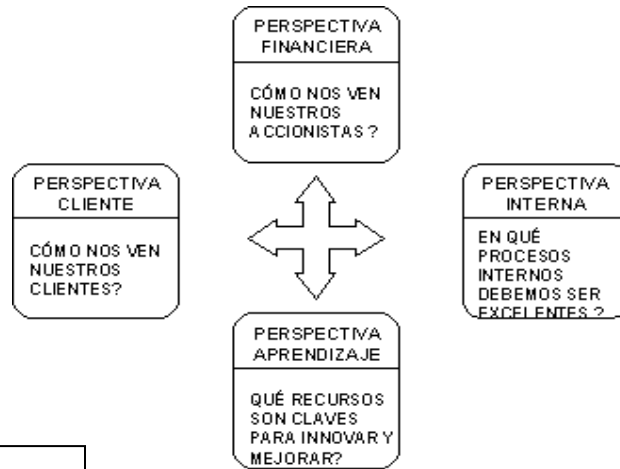 PERSPECTIVA
FINANCIERA
CÓMO NOS VEN
NUESTROS
ACCIONISTAS ?
PERSPECTIVA
CLIENTE
CÓMO NOS VEN
NUESTROS
CLIENTES?
PERSPECTIVA
INTERNA
EN QUÉ
PROCESOS
INTERNOS
DEBEMOS SER
EXCELENTES ?
PERSPECTIVA
APRENDIZAJE
QUÉ RECURSOS
SON CLAVES
PARA INNOVAR Y
MEJORAR?